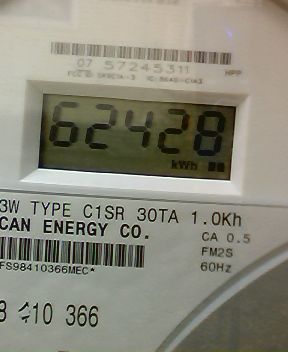 07 57245311
NPP
62428
kWh
3W TYPE C1SR 30TA 1.0Kh
CAN ENERGY CO.
CA 0.5
FM2S
60Hz
FS98410366MEC*
410 366